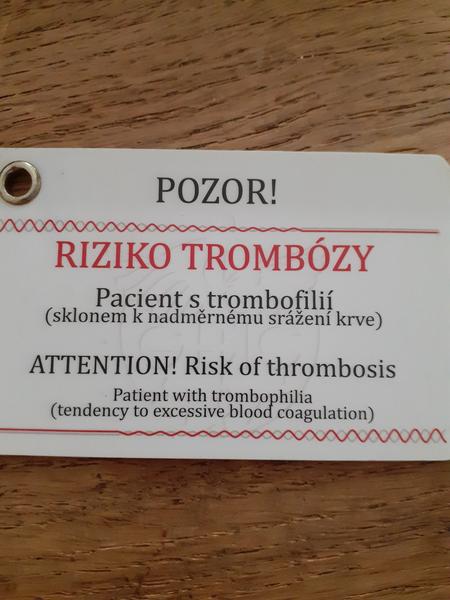 POZOR!
RIZIKO TROMBÓZY
Pacient s trombofilií
(sklonem k nadměrnému srážení krve)
ATTENTION! Risk of thrombosis
Patient with trombophilia
(tendency to excessive blood coagulation)